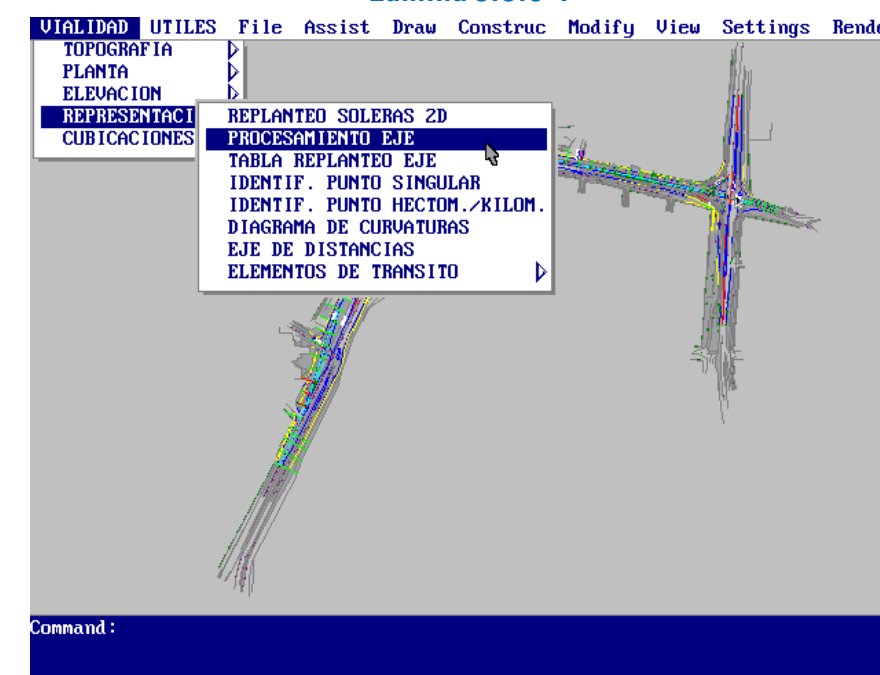 VIALIDAD UTILES File Assist Draw Construc Modify View Settings Rende
TOPOGRAFIA
PLANTA
ELEVACION
REPRESENTACI
CUBICACIONES
REPLANTEO SOLERAS 2D
PROCESAMIENTO EJE
TABLA REPLANTEO EJE
IDENTIF. PUNTO SINGULAR
IDENTIF. PUNTO HECTOM./KILOM.
DIAGRAMA DE CURVATURAS
EJE DE DISTANCIAS
ELEMENTOS DE TRANSITO
Command: